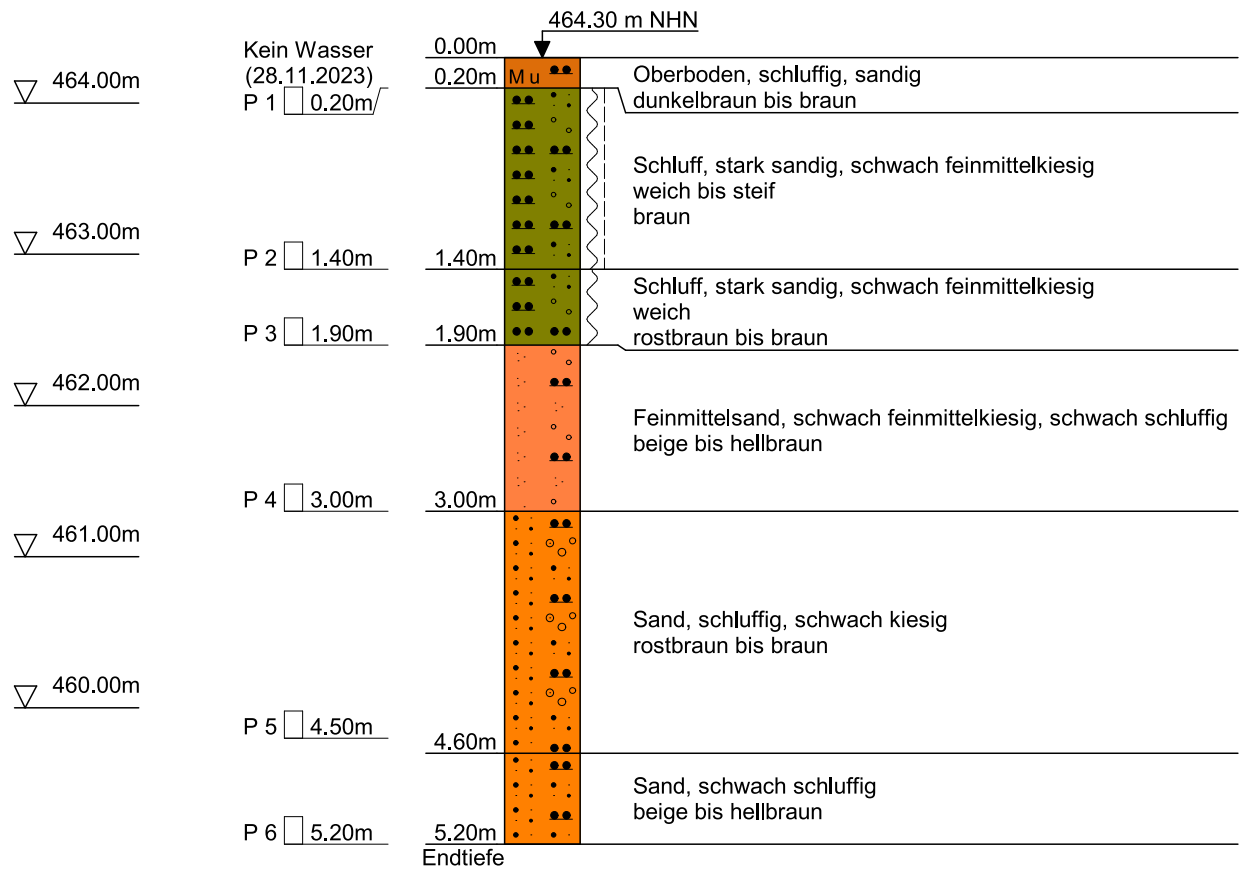 464.30 m NHN
Kein Wasser
(28.11.2023)
0.00m
464.00m
0.20m
M u
Oberboden, schluffig, sandig
dunkelbraun bis braun
P 1 0.20m
Schluff, stark sandig, schwach feinmittelkiesig
weich bis steif
braun
463.00m
P 2 1.40m
1.40m
Schluff, stark sandig, schwach feinmittelkiesig
weich
rostbraun bis braun
P 3 1.90m
1.90m
462.00m
Feinmittelsand, schwach feinmittelkiesig, schwach schluffig
beige bis hellbraun
P 4 3.00m
3.00m
461.00m
Sand, schluffig, schwach kiesig
rostbraun bis braun
460.00m
P 5 4.50m
4.60m
Sand, schwach schluffig
beige bis hellbraun
P 6 5.20m
5.20m
Endtiefe